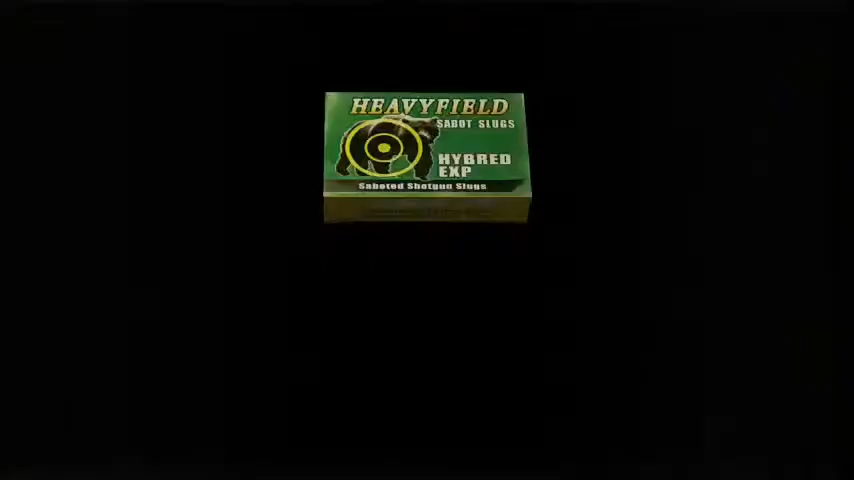 HEAVYFIELD
SABOT SLUGS
HYBRED
EXP
Saboted Shotgun Slugs